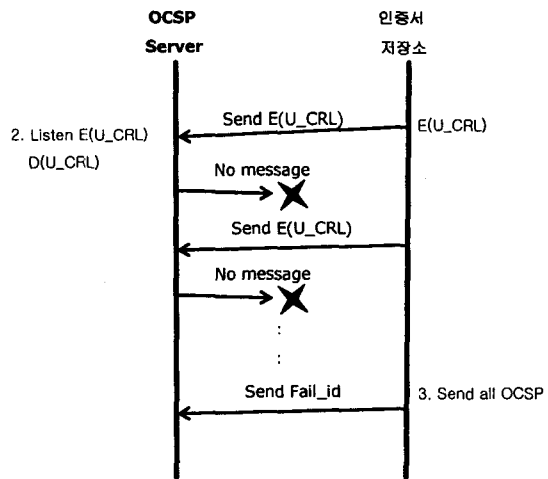 OCSP
Server
인증서
저장소
Send E(U_CRL)
E(U_CRL)
2. Listen E(U_CRL)
D(U_CRL)
No message
Send E(U_CRL)
No message
:
:
Send Fail_id
3. Send all OCSP